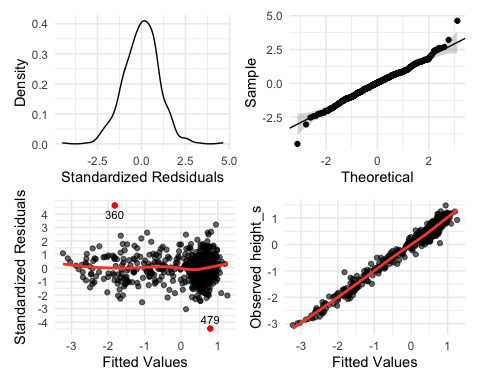 Density
0.4
0.3
0.2
0.1
0.0
-2.5 0.0 2.5 5.0
Standardized Redsiduals
Sample
5.0
2.5
0.0
-2.5
-2 0 2
Theoretical
Standardized Residuals
4
3
2
1
0
-1
-2
-3
-4
360
479
-3 -2 -1 0 1
Fitted Values
Observed height_s
1
0
-1
-2
-3
-3 -2 -1 0 1
Fitted Values